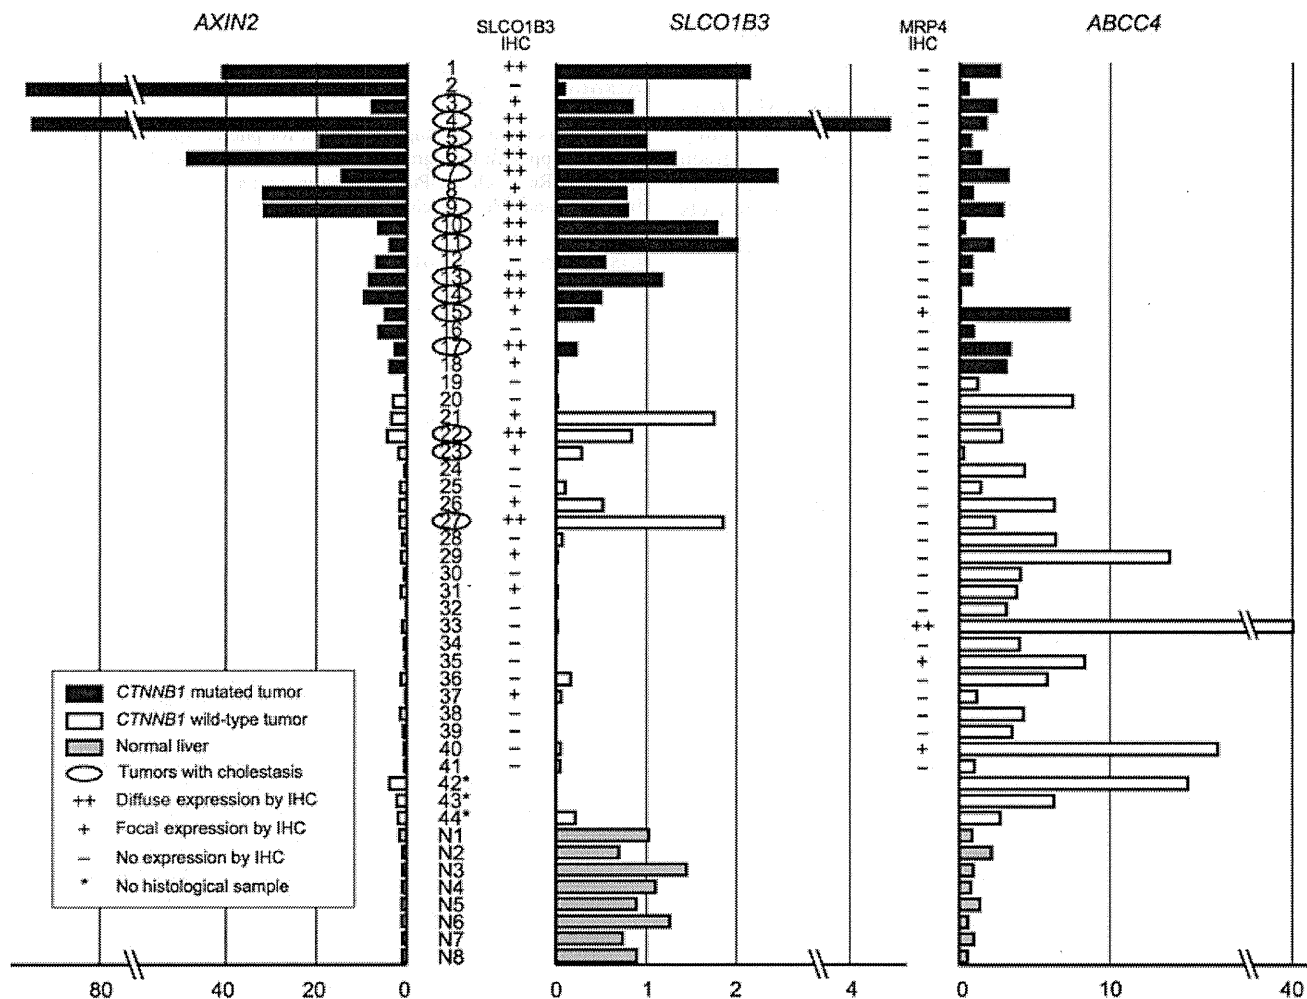 AXIN2 SLCO1B3 IHC SLCO1B3 MRP4 IHC ABCC4
1 ++ –
2 – –
3 + –
4 ++ –
5 ++ –
6 ++ –
7 ++ –
8 + –
9 ++ –
10 ++ –
11 ++ –
12 – –
13 ++ –
14 ++ –
15 + +
16 – –
17 ++ –
18 + –
19 – –
20 – –
21 + –
22 ++ –
23 + –
24 – –
25 – –
26 + –
27 ++ –
28 – –
29 + –
30 – –
31 + –
32 – –
33 – ++
34 – –
35 – +
36 – –
37 + –
38 – –
39 – –
40 – +
41 – –
42*
43*
44*
N1
N2
N3
N4
N5
N6
N7
N8
CTNNB1 mutated tumor
CTNNB1 wild-type tumor
Normal liver
Tumors with cholestasis
++ Diffuse expression by IHC
+ Focal expression by IHC
– No expression by IHC
* No histological sample
80 40 20 0 0 1 2 4 0 10 40